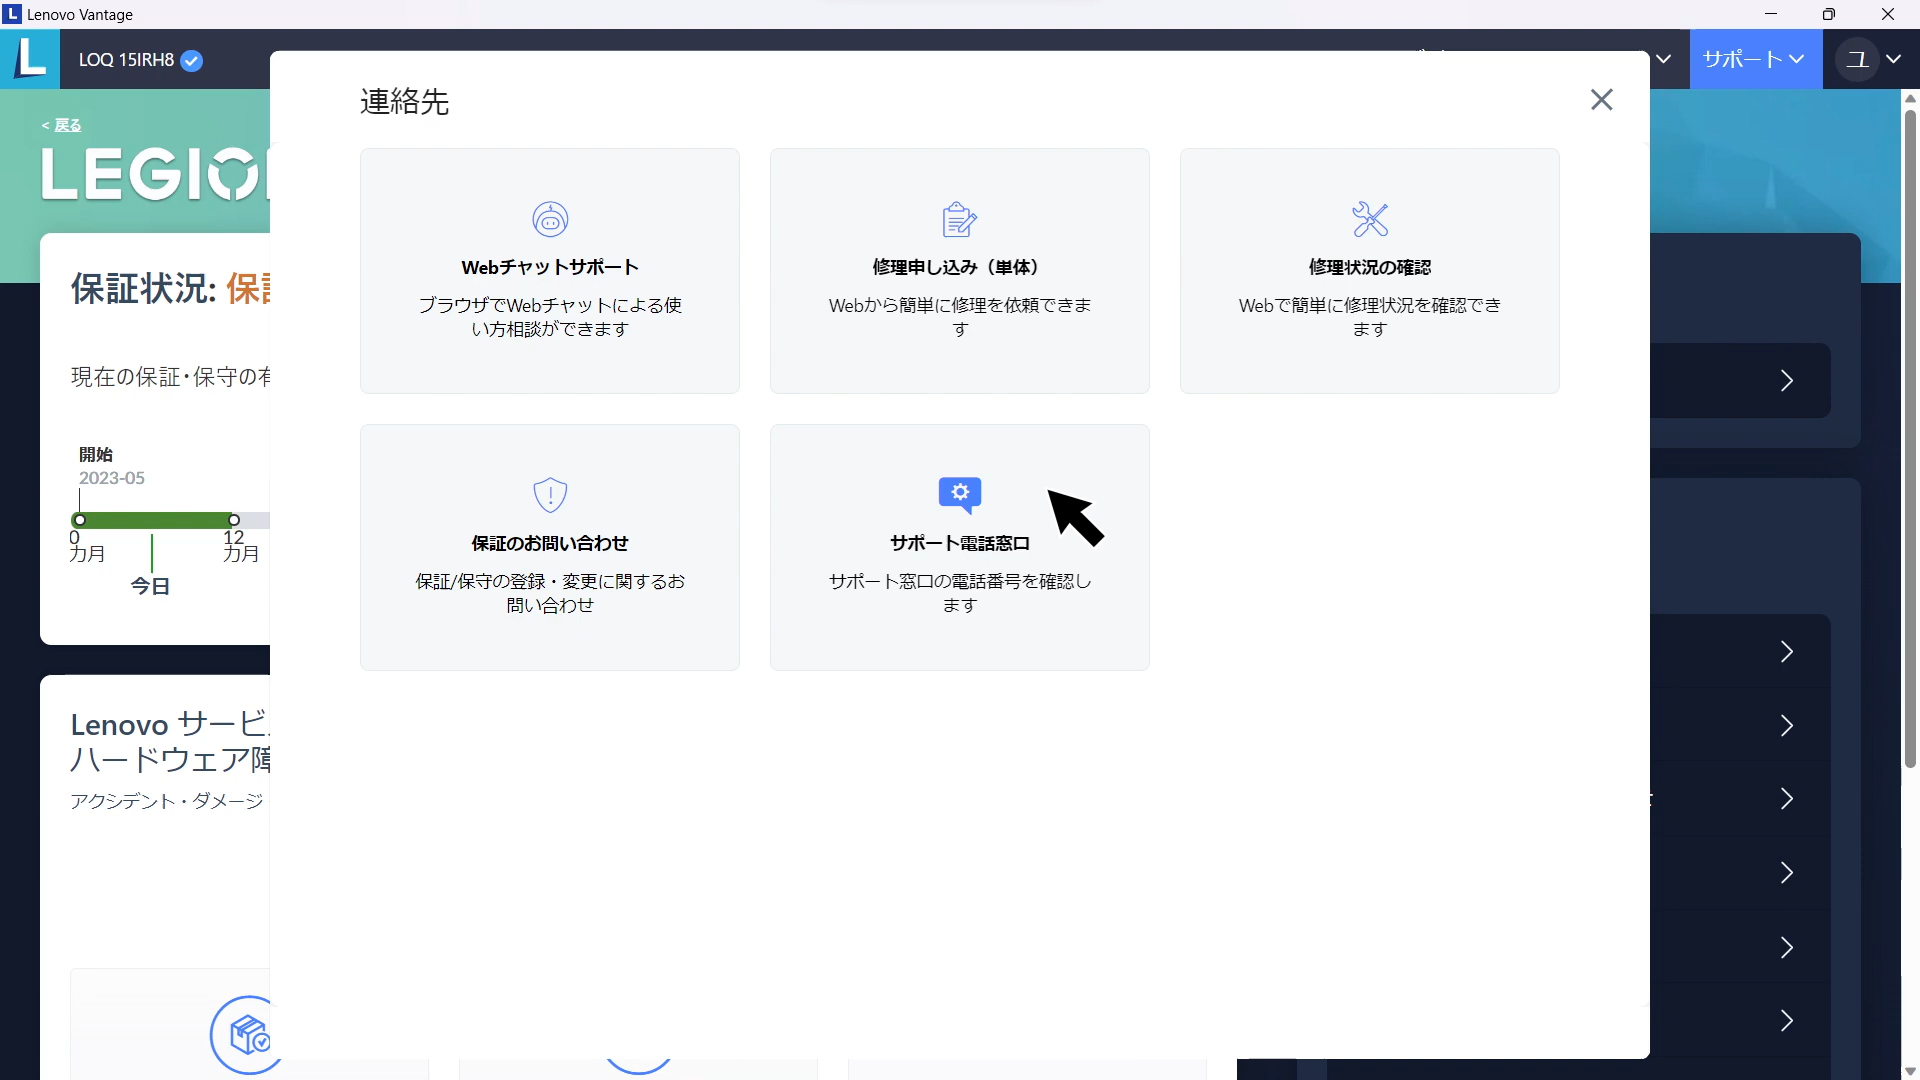 Lenovo Vantage
LOQ 15IRH8
サポート
ユ
< 戻る
連絡先
Webチャットサポート
ブラウザでWebチャットによる使
い方相談ができます
修理申し込み（単体）
Webから簡単に修理を依頼できま
す
修理状況の確認
Webで簡単に修理状況を確認でき
ます
保証のお問い合わせ
保証/保守の登録・変更に関するお
問い合わせ
サポート電話窓口
サポート窓口の電話番号を確認し
ます
保証状況:
現在の保証・保守の有
開始
2023-05
0
カ月
12
カ月
今日
Lenovo サービ
ハードウェア障
アクシデント・ダメージ